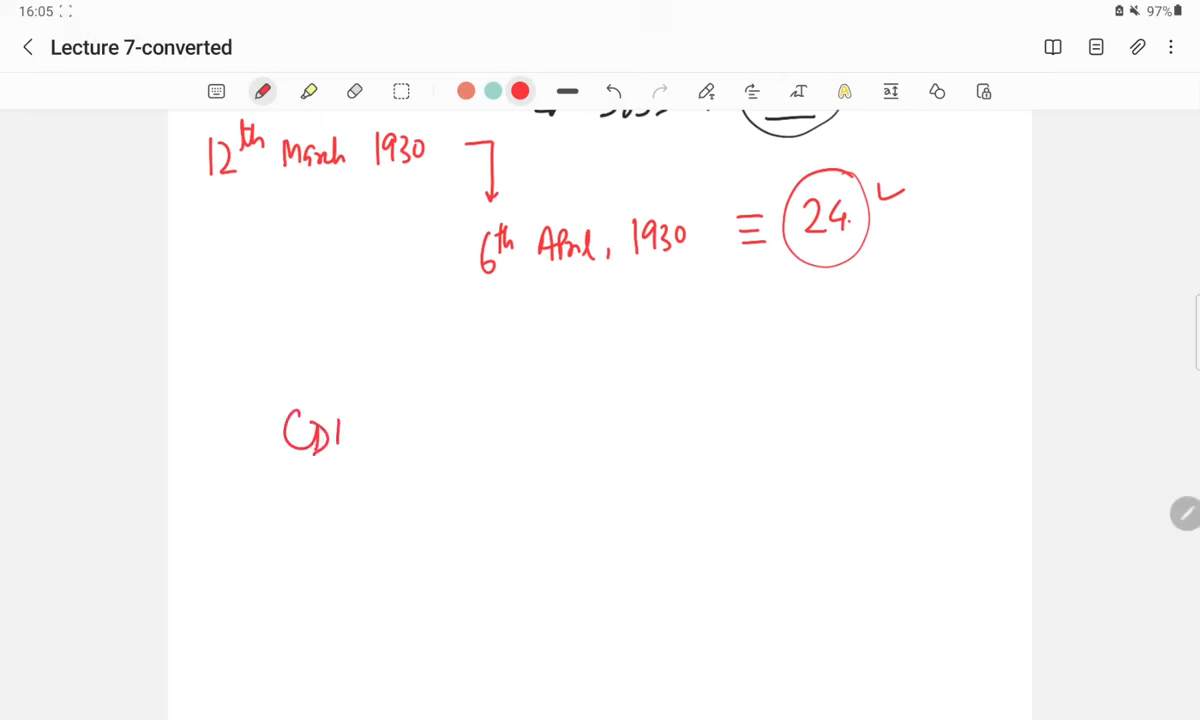 16:05
97%
Lecture 7-converted
12th March 1930
6th April, 1930 ≡ 24.
CDI